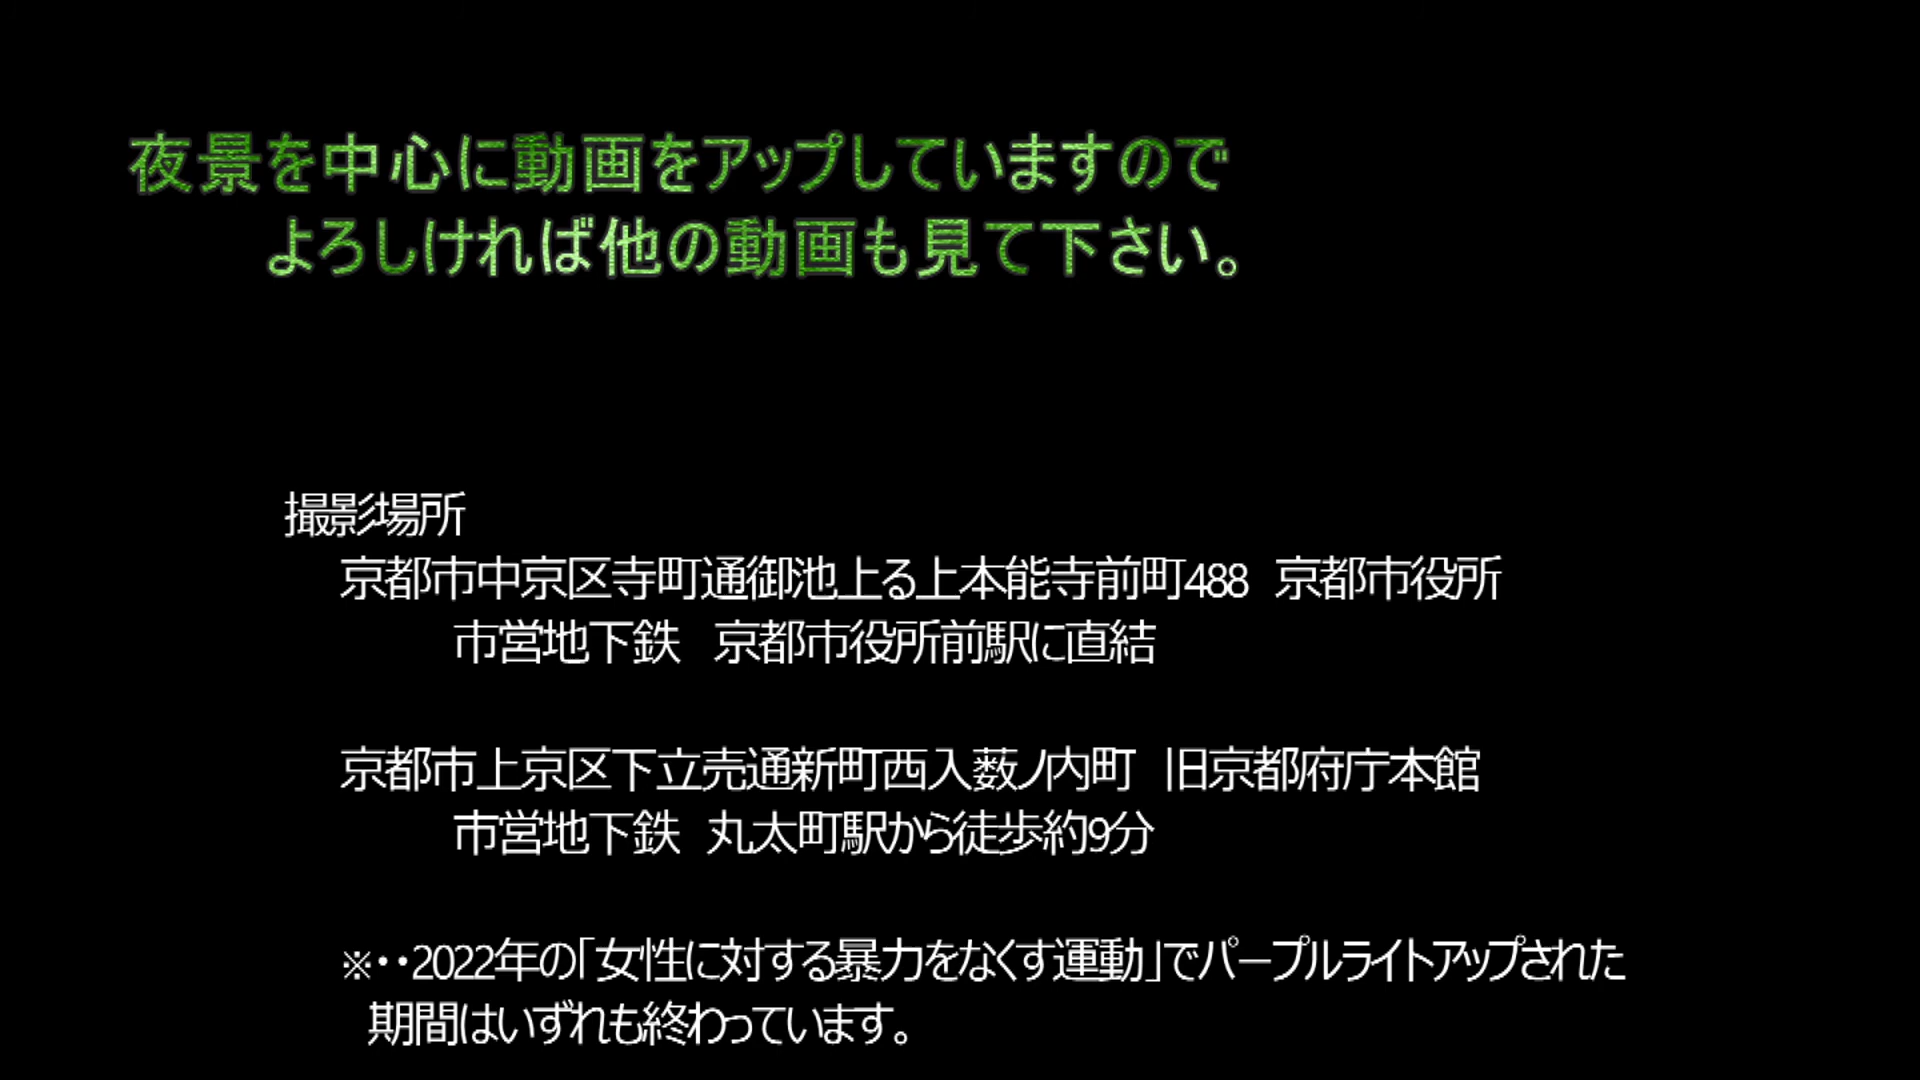 夜景を中心に動画をアップしていますので
よろしければ他の動画も見て下さい。
撮影場所
京都市中京区寺町通御池上る上本能寺前町488　京都市役所
市営地下鉄　京都市役所前駅に直結
京都市上京区下立売通新町西入薮ノ内町　旧京都府庁本館
市営地下鉄　丸太町駅から徒歩約9分
※・・2022年の「女性に対する暴力をなくす運動」でパープルライトアップされた
期間はいずれも終わっています。